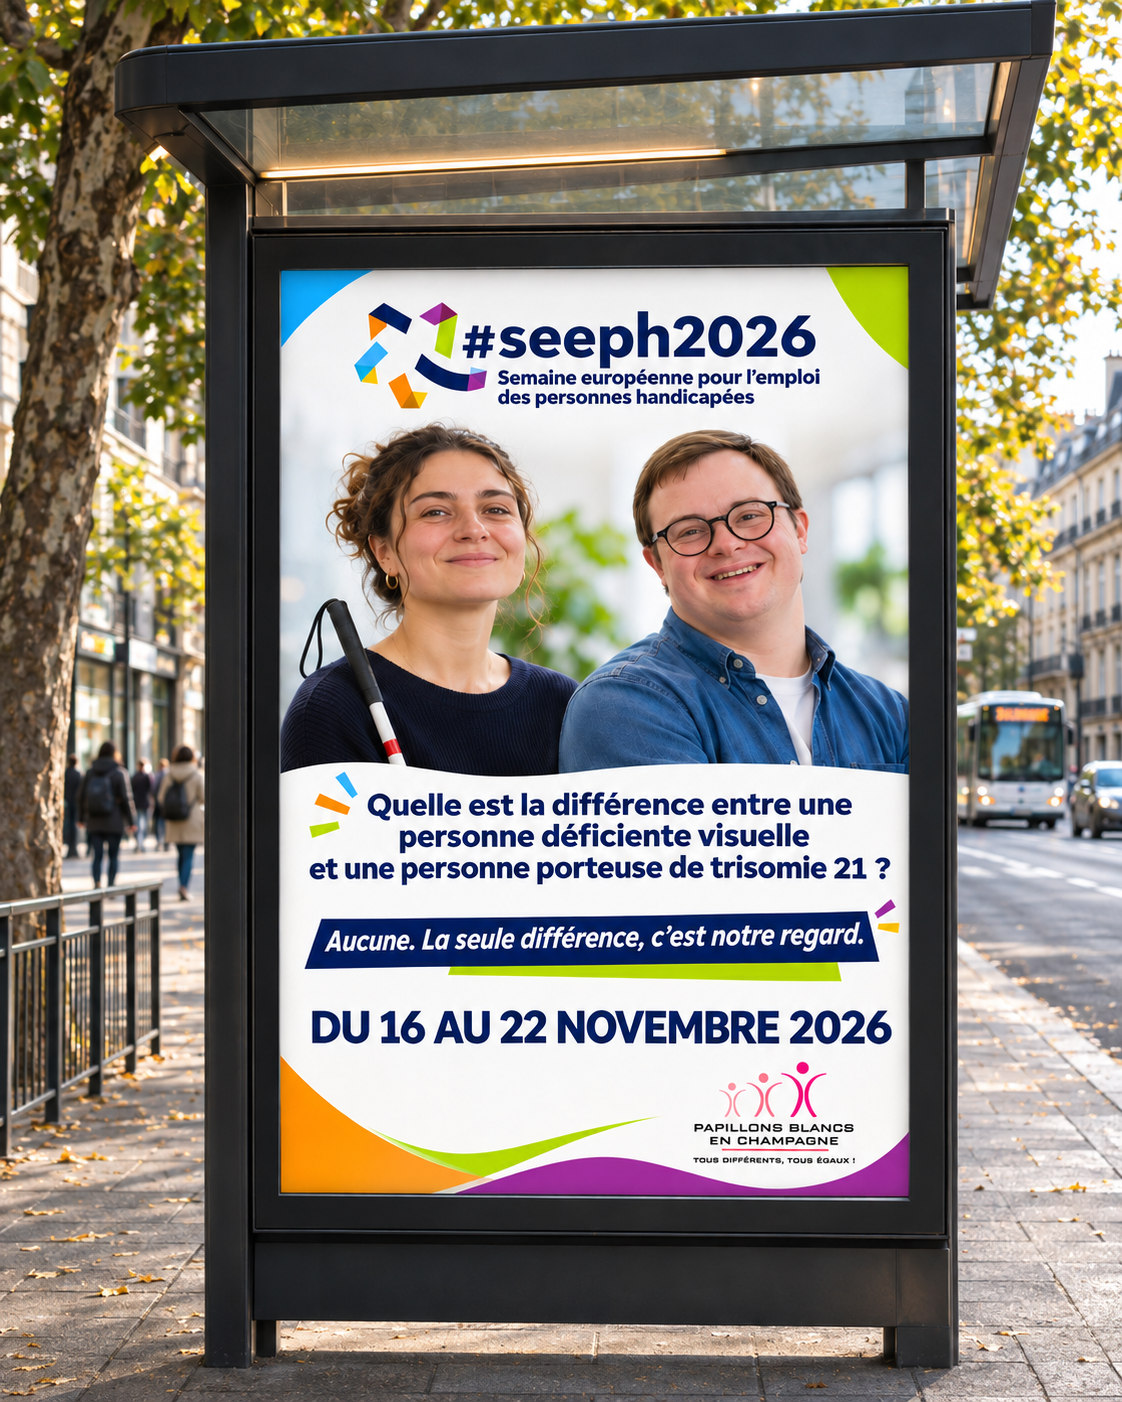 #seeph2026
Semaine européenne pour l'emploi
des personnes handicapées
Quelle est la différence entre une
personne déficiente visuelle
et une personne porteuse de trisomie 21 ?
Aucune. La seule différence, c'est notre regard.
DU 16 AU 22 NOVEMBRE 2026
PAPILLONS BLANCS
EN CHAMPAGNE
TOUS DIFFÉRENTS, TOUS ÉGAUX !